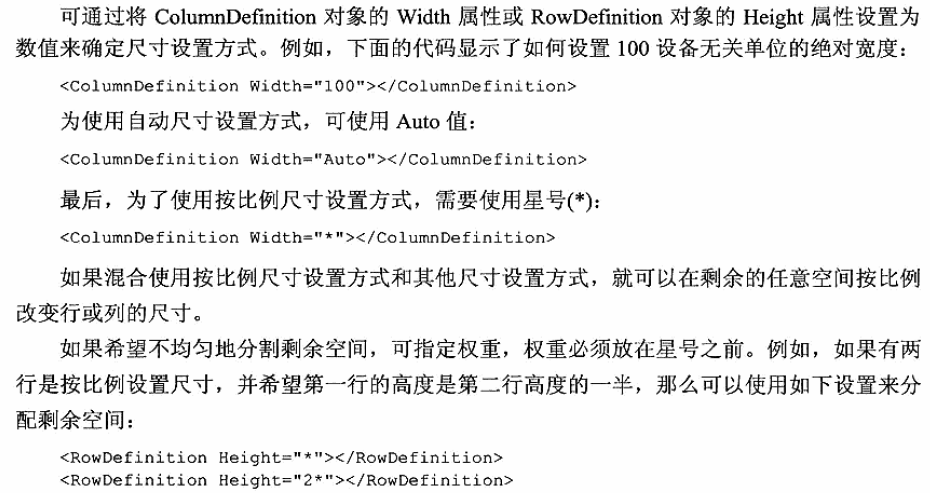 可通过将 ColumnDefinition 对象的 Width 属性或 RowDefinition 对象的 Height 属性设置为
数值来确定尺寸设置方式。例如，下面的代码显示了如何设置 100 设备无关单位的绝对宽度：
<ColumnDefinition Width="100"></ColumnDefinition>
为使用自动尺寸设置方式，可使用 Auto 值：
<ColumnDefinition Width="Auto"></ColumnDefinition>
最后，为了使用按比例尺寸设置方式，需要使用星号(*)：
<ColumnDefinition Width="*"></ColumnDefinition>
如果混合使用按比例尺寸设置方式和其他尺寸设置方式，就可以在剩余的任意空间按比例
改变行或列的尺寸。
如果希望不均匀地分割剩余空间，可指定权重，权重必须放在星号之前。例如，如果有两
行是按比例设置尺寸，并希望第一行的高度是第二行高度的一半，那么可以使用如下设置来分
配剩余空间：
<RowDefinition Height="*"></RowDefinition>
<RowDefinition Height="2*"></RowDefinition>